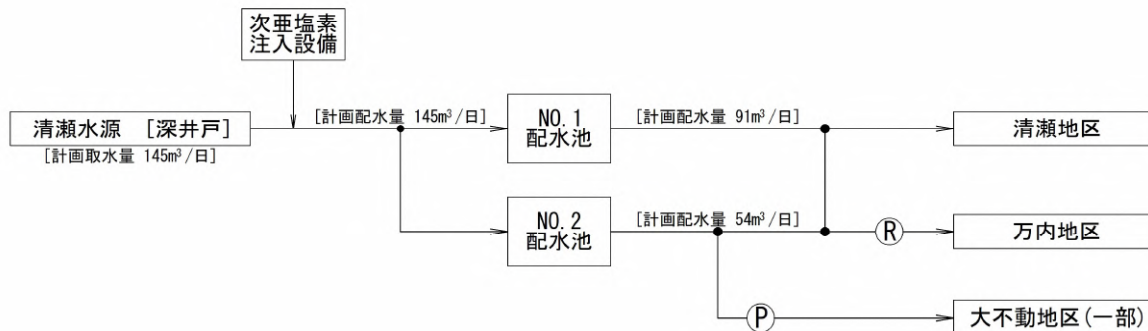 次亜塩素
注入設備
清瀬水源 [深井戸]
[計画取水量 145m³/日]
[計画配水量 145m³/日]
NO.1
配水池
[計画配水量 91m³/日]
清瀬地区
NO.2
配水池
[計画配水量 54m³/日]
R
万内地区
P
大不動地区(一部)